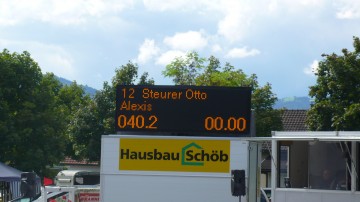 12 Steurer Otto
Alexis
040.2 00.00
Hausbau Schöb